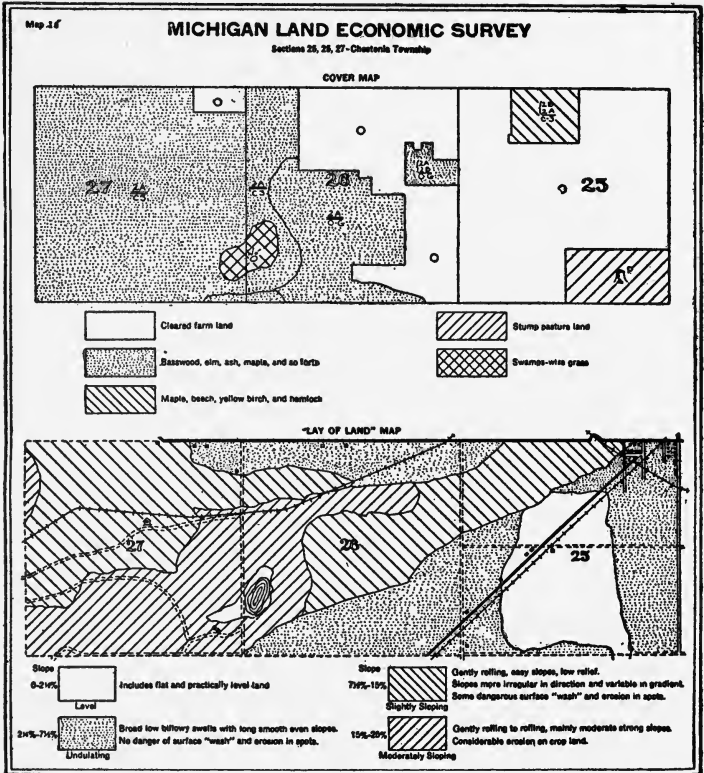 Map 16
MICHIGAN LAND ECONOMIC SURVEY
Sections 25, 26, 27-Chestonia Township
COVER MAP
27
26
25
Cleared farm land
Stump pasture land
Basswood, elm, ash, maple, and so forth
Swamps-wire grass
Maple, beech, yellow birch, and hemlock
"LAY OF LAND" MAP
27
26
25
Slope
0-2½%
Includes flat and practically level land
Level
Slope
7½%-15%
Gently rolling, easy slopes, low relief.
Slopes more irregular in direction and variable in gradient.
Some dangerous surface "wash" and erosion in spots.
Slightly Sloping
2½%-7½%
Broad low billowy swells with long smooth even slopes.
No danger of surface "wash" and erosion in spots.
Undulating
15%-20%
Gently rolling to rolling, mainly moderate strong slopes.
Considerable erosion on crop land.
Moderately Sloping